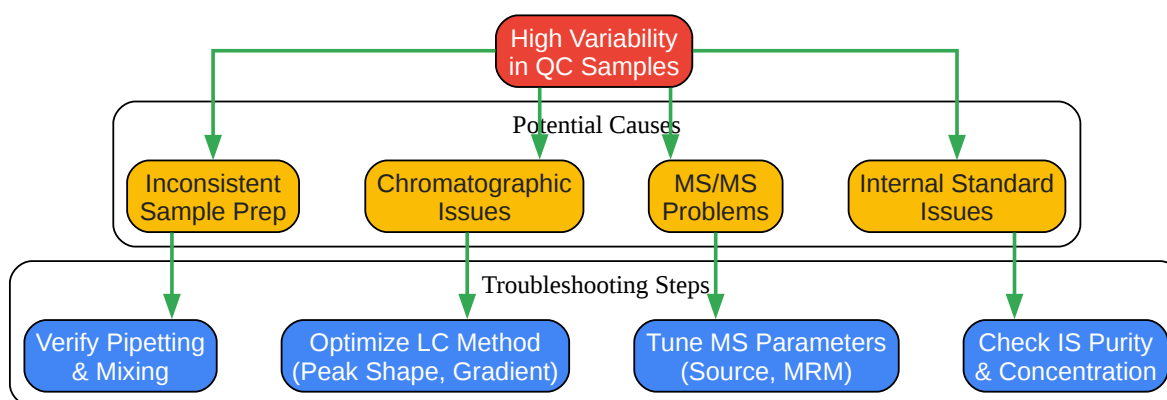 High Variability
in QC Samples
Potential Causes
Inconsistent
Sample Prep
Chromatographic
Issues
MS/MS
Problems
Internal Standard
Issues
Troubleshooting Steps
Verify Pipetting
& Mixing
Optimize LC Method
(Peak Shape, Gradient)
Tune MS Parameters
(Source, MRM)
Check IS Purity
& Concentration